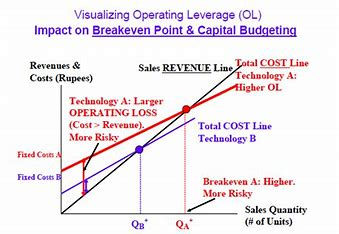 Visualizing Operating Leverage (OL)
Impact on Breakeven Point & Capital Budgeting
Revenues &
Costs (Rupees)
Sales REVENUE Line
Total COST Line
Technology A:
Higher OL
Technology A: Larger
OPERATING LOSS
(Cost > Revenue).
More Risky
Total COST Line
Technology B
Fixed Costs A
Fixed Costs B
Breakeven A: Higher.
More Risky
QB*
QA*
Sales Quantity
(# of Units)